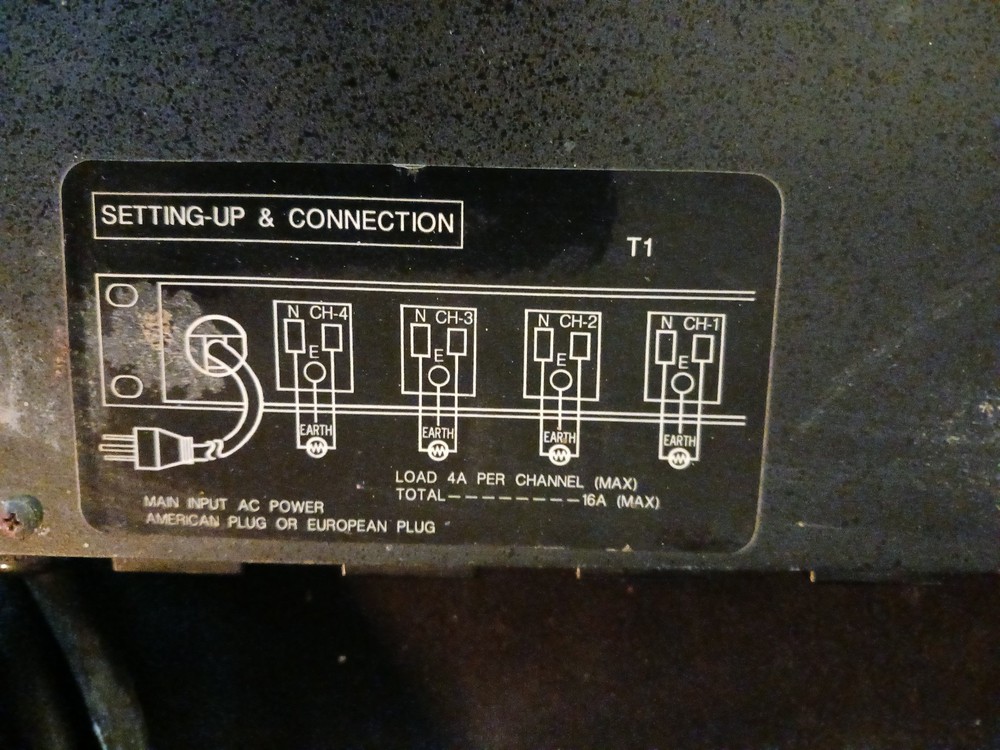 SETTING-UP & CONNECTION
T1
N CH-4
E
EARTH
N CH-3
E
EARTH
N CH-2
E
EARTH
N CH-1
E
EARTH
LOAD 4A PER CHANNEL (MAX)
TOTAL---------16A (MAX)
MAIN INPUT AC POWER
AMERICAN PLUG OR EUROPEAN PLUG